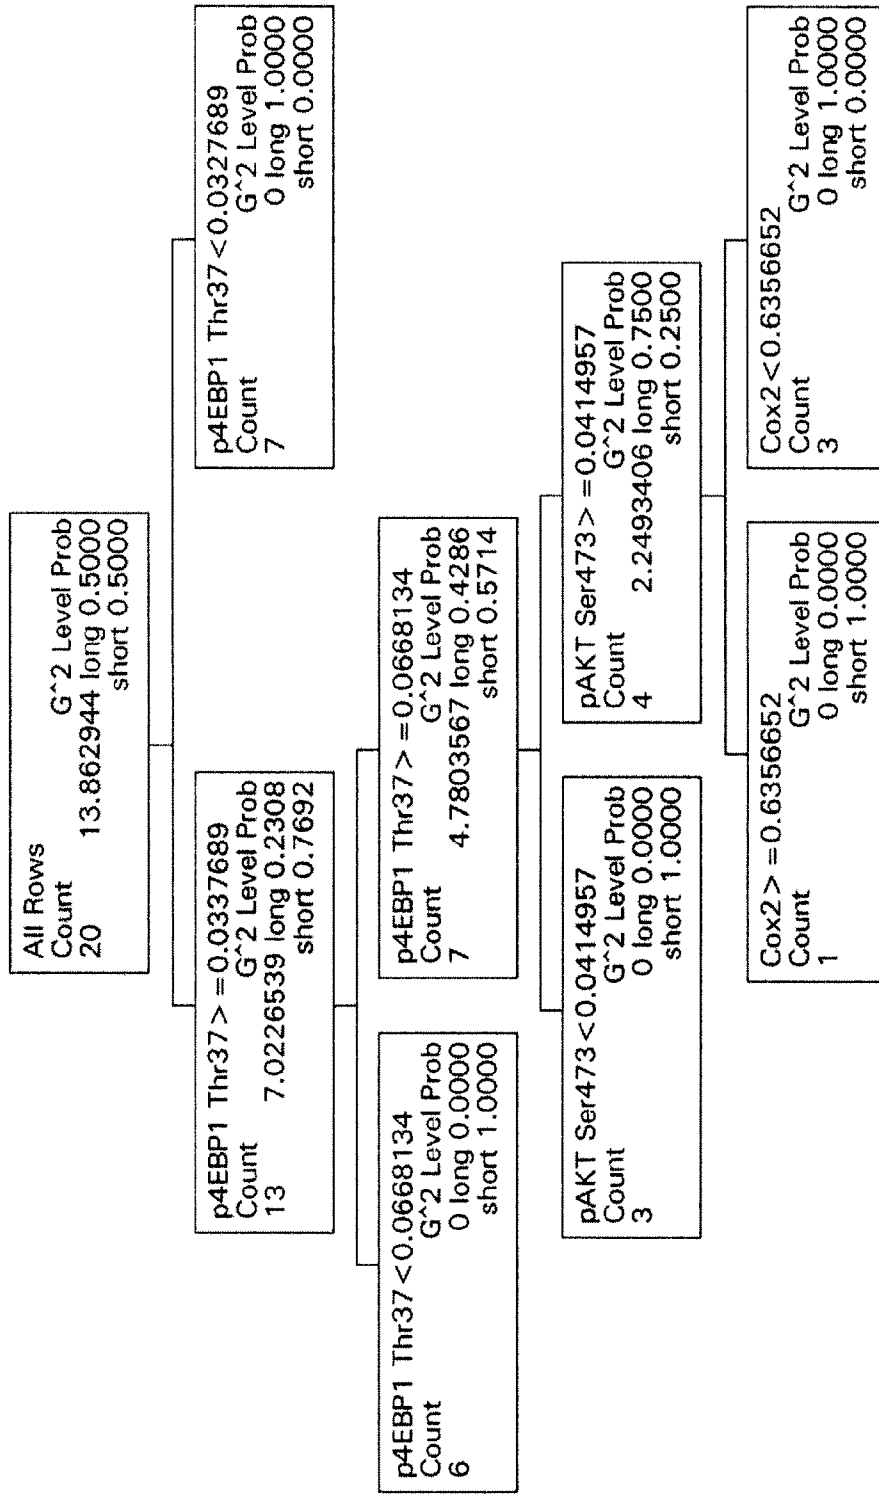 All Rows
Count G^2 Level Prob
20 13.862944 long 0.5000
short 0.5000
p4EBP1 Thr37>=0.0337689
Count G^2 Level Prob
13 7.0226539 long 0.2308
short 0.7692
p4EBP1 Thr37<0.0327689
Count G^2 Level Prob
7 0 long 1.0000
short 0.0000
p4EBP1 Thr37<0.0668134
Count G^2 Level Prob
6 0 long 0.0000
short 1.0000
p4EBP1 Thr37>=0.0668134
Count G^2 Level Prob
7 4.7803567 long 0.4286
short 0.5714
pAKT Ser473<0.0414957
Count G^2 Level Prob
3 0 long 0.0000
short 1.0000
pAKT Ser473>=0.0414957
Count G^2 Level Prob
4 2.2493406 long 0.7500
short 0.2500
Cox2>=0.6356652
Count G^2 Level Prob
1 0 long 0.0000
short 1.0000
Cox2<0.6356652
Count G^2 Level Prob
3 0 long 1.0000
short 0.0000